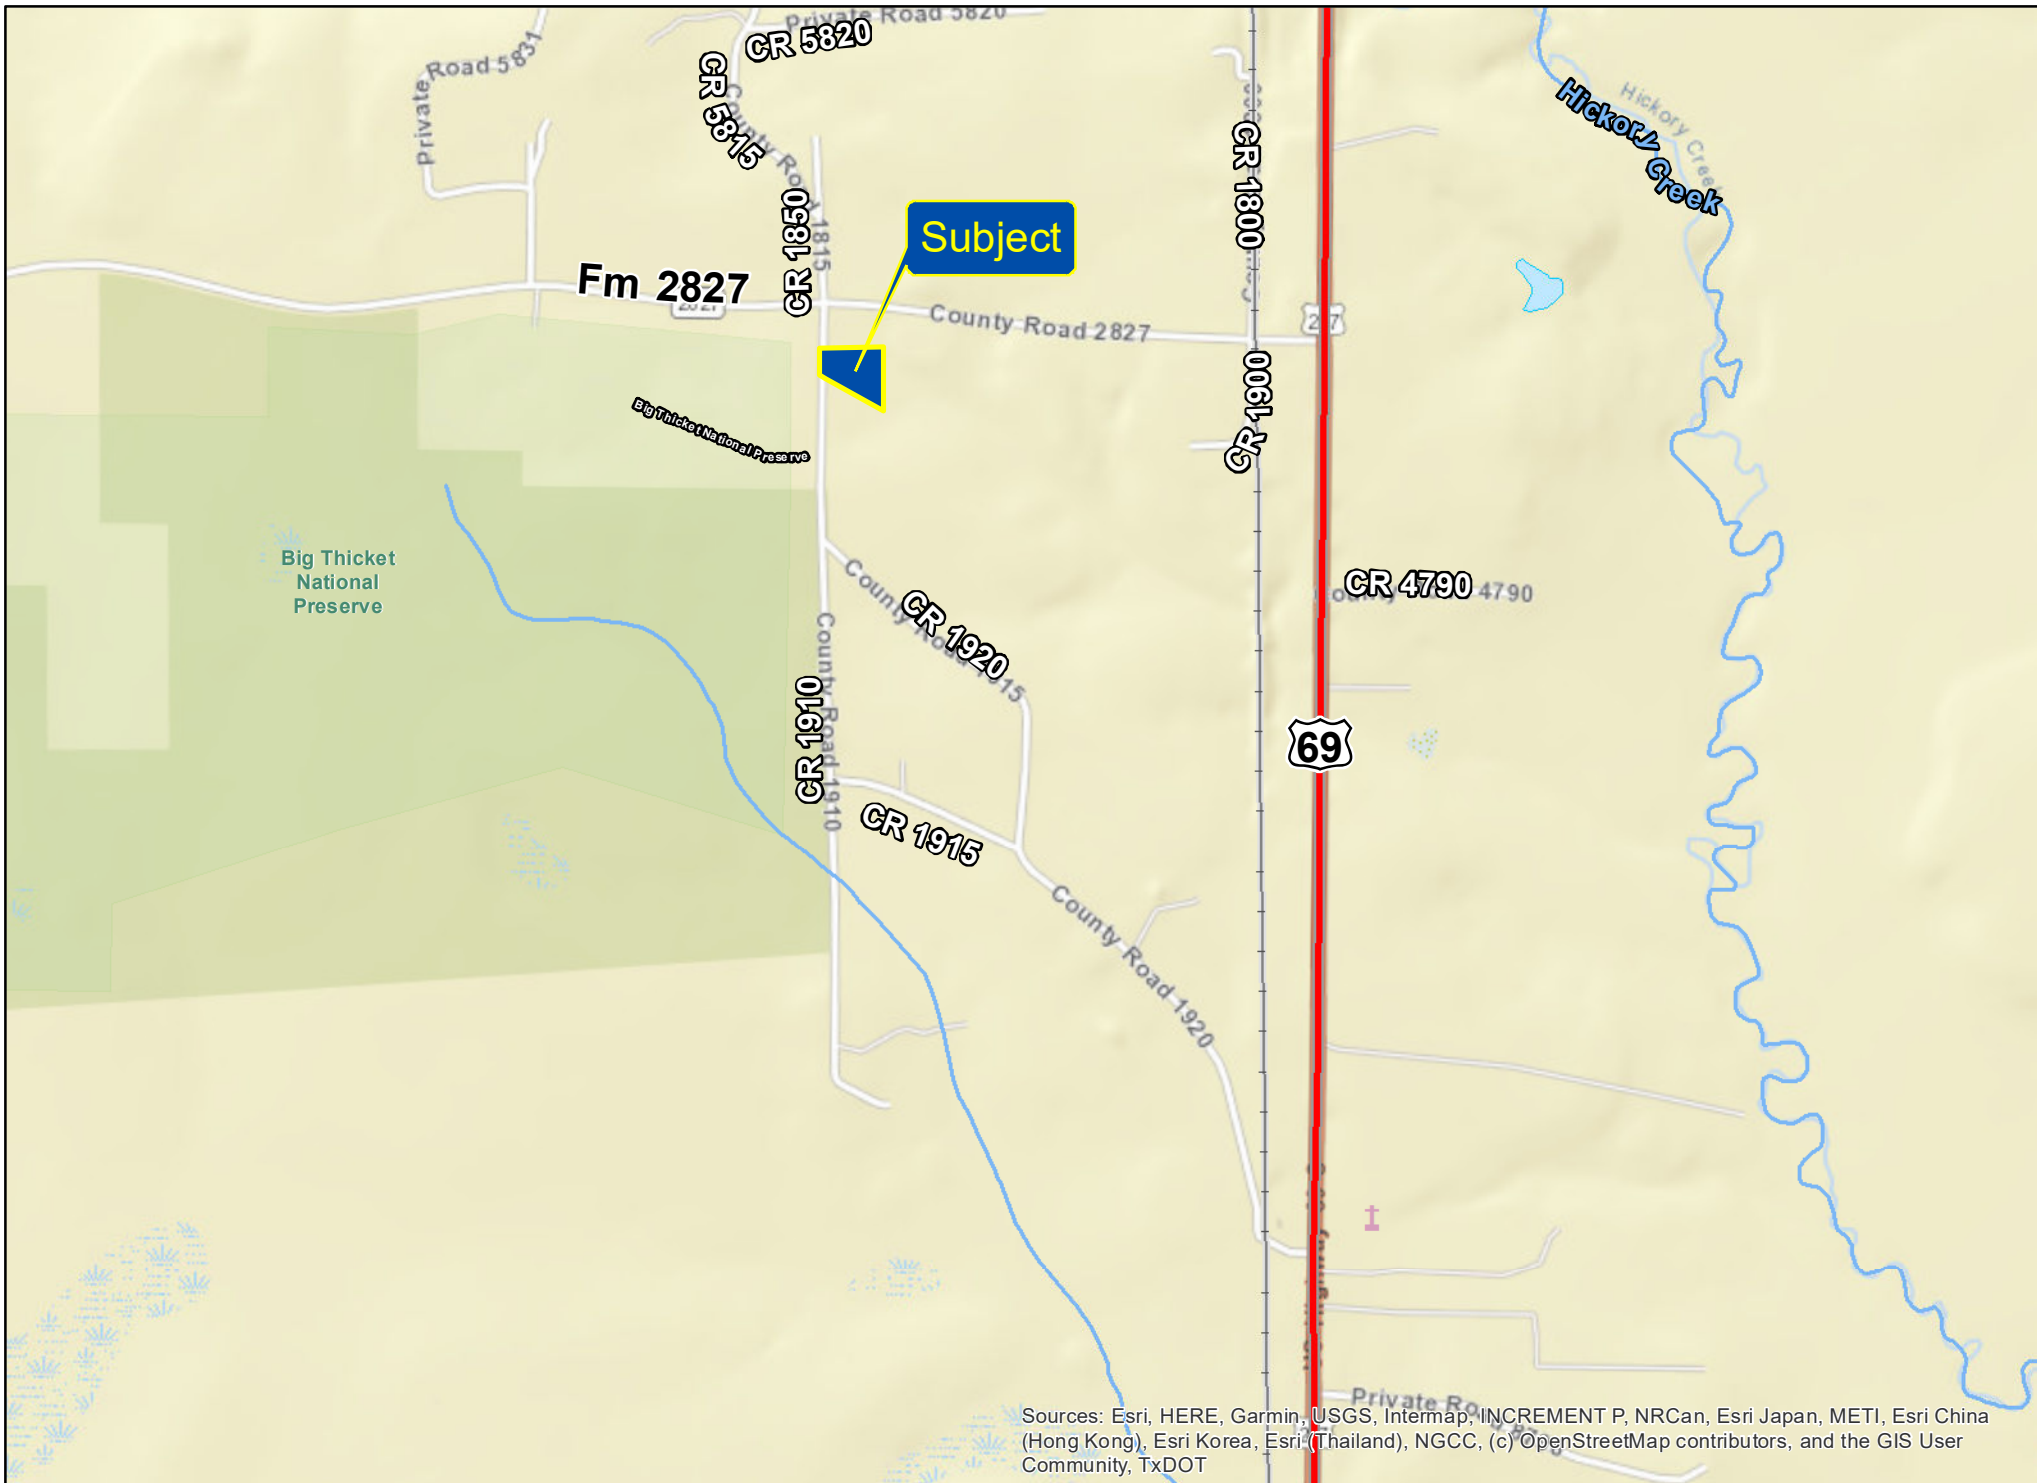 Private Road 5820
CR 5820
Private
Road 5831
CR 5815
County Road 1815
CR 1850
CR 1800
Hickory Creek
Hickory Creek
Subject
Fm 2827
2827
County Road 2827
CR 1900
Big Thicket National Preserve
Big Thicket
National
Preserve
CR 4790
County Road 4790
County Road 1915
CR 1920
County Road 1910
CR 1910
69
CR 1915
County Road 1920
Private Road
Sources: Esri, HERE, Garmin, USGS, Intermap, INCREMENT P, NRCan, Esri Japan, METI, Esri China
(Hong Kong), Esri Korea, Esri (Thailand), NGCC, (c) OpenStreetMap contributors, and the GIS User
Community, TxDOT